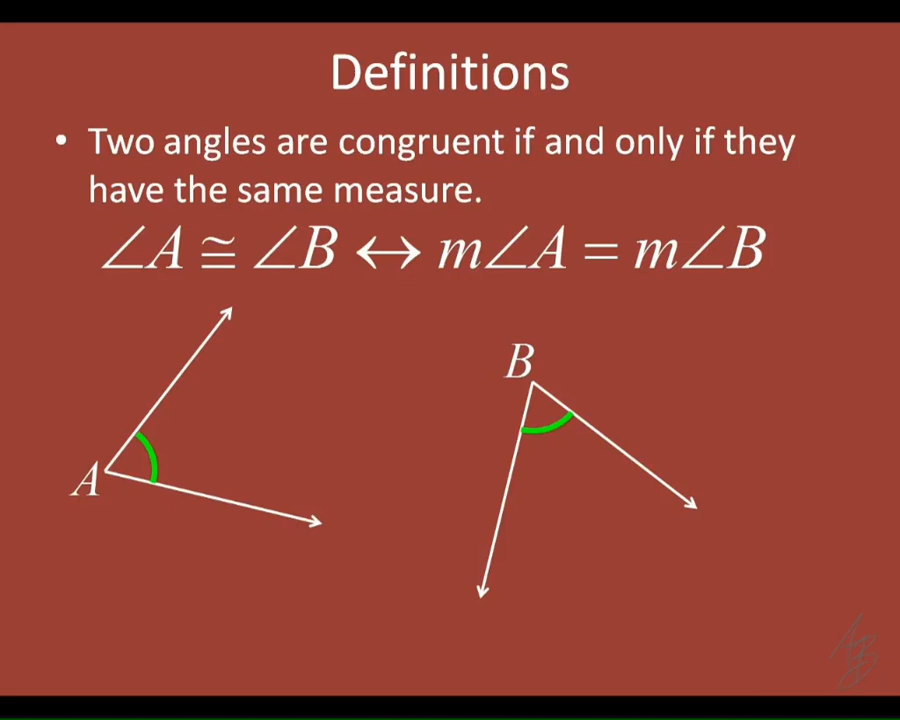 Definitions
• Two angles are congruent if and only if they
have the same measure.
∠A ≅ ∠B ↔ m∠A = m∠B
B
A